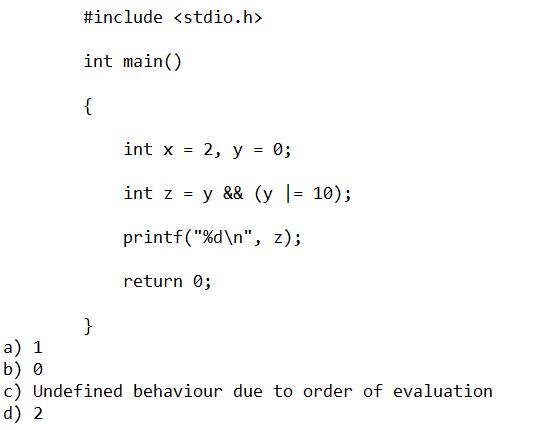 #include <stdio.h>
int main()
{
int x = 2, y = 0;
int z = y && (y |= 10);
printf("%d\n", z);
return 0;
}
a) 1
b) 0
c) Undefined behaviour due to order of evaluation
d) 2